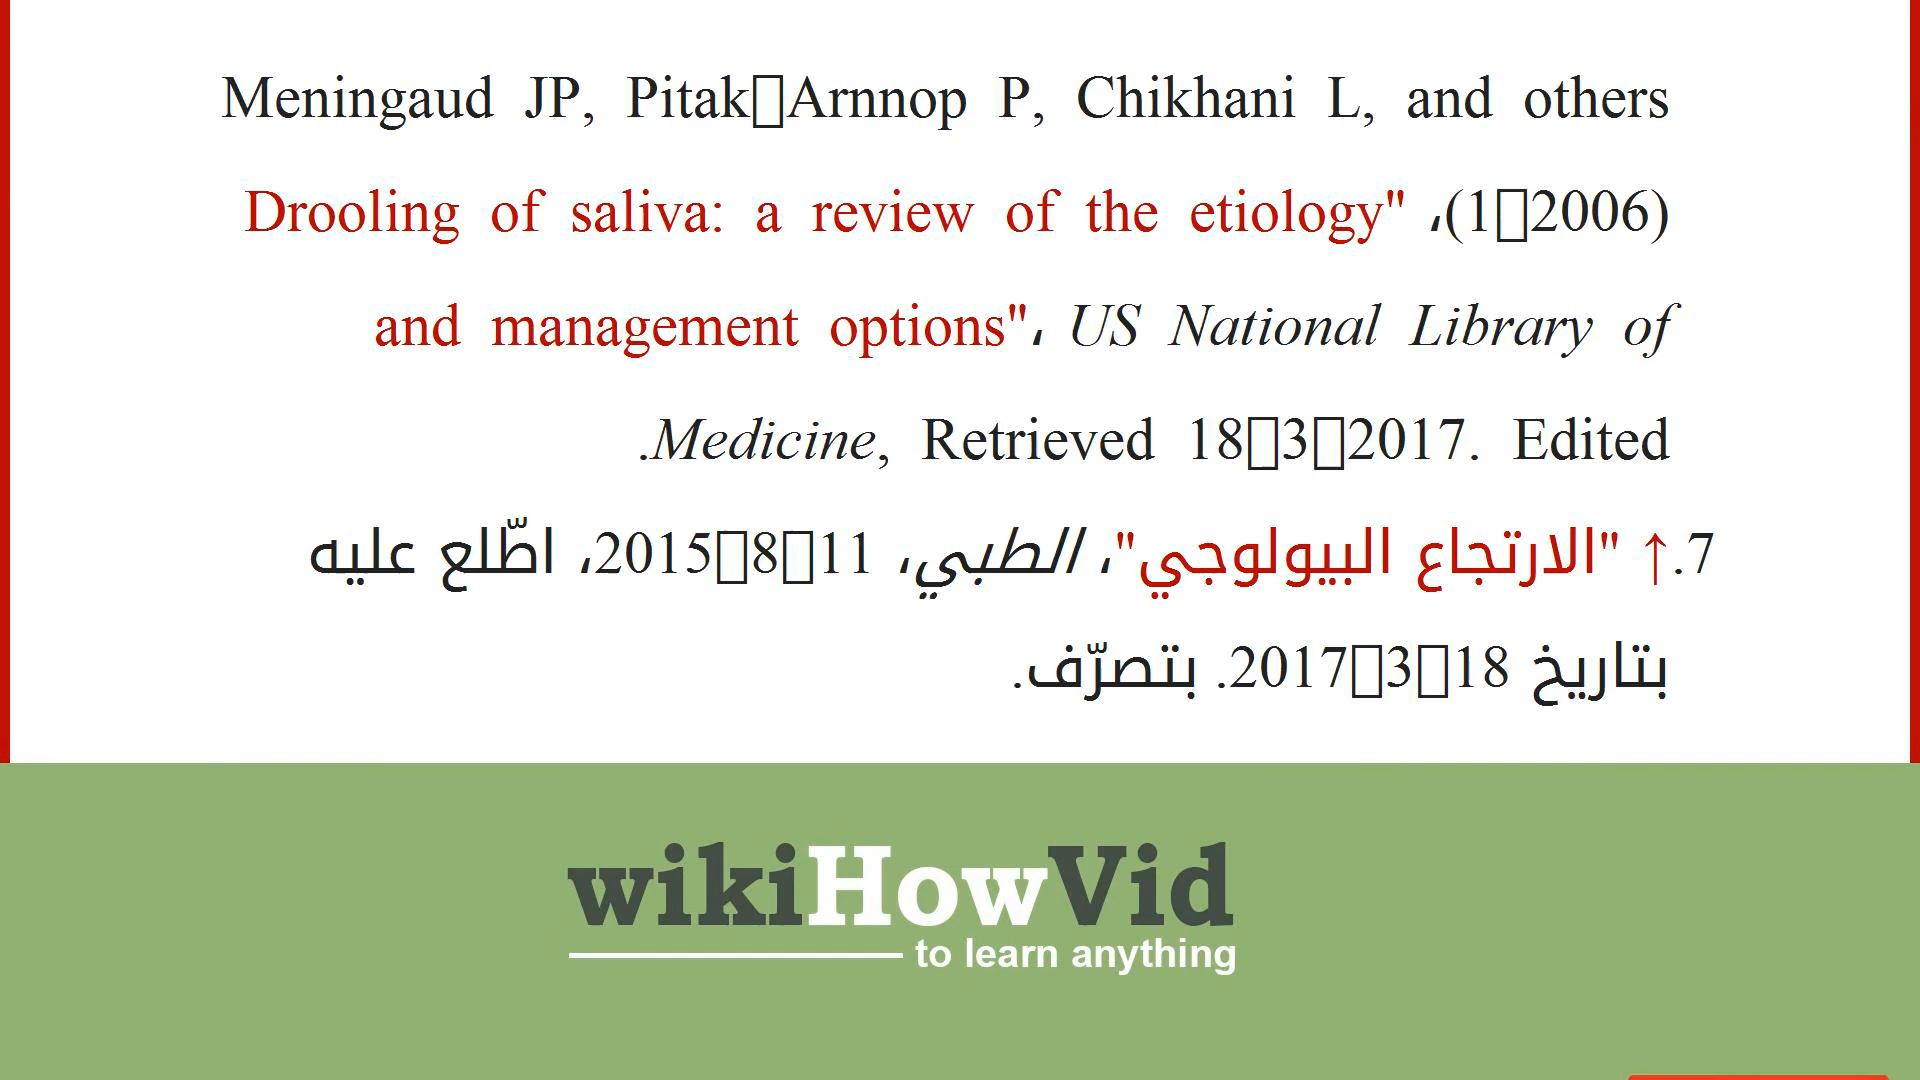 Meningaud JP, Pitak▯Arnnop P, Chikhani L, and others
(1▯2006)، "Drooling of saliva: a review of the etiology
and management options"، US National Library of
Medicine, Retrieved 18▯3▯2017. Edited.
7. ↑ "الارتجاع البيولوجي"، الطبي، 11▯8▯2015، اطّلع عليه
بتاريخ 18▯3▯2017. بتصرّف.
wikiHowVid
to learn anything